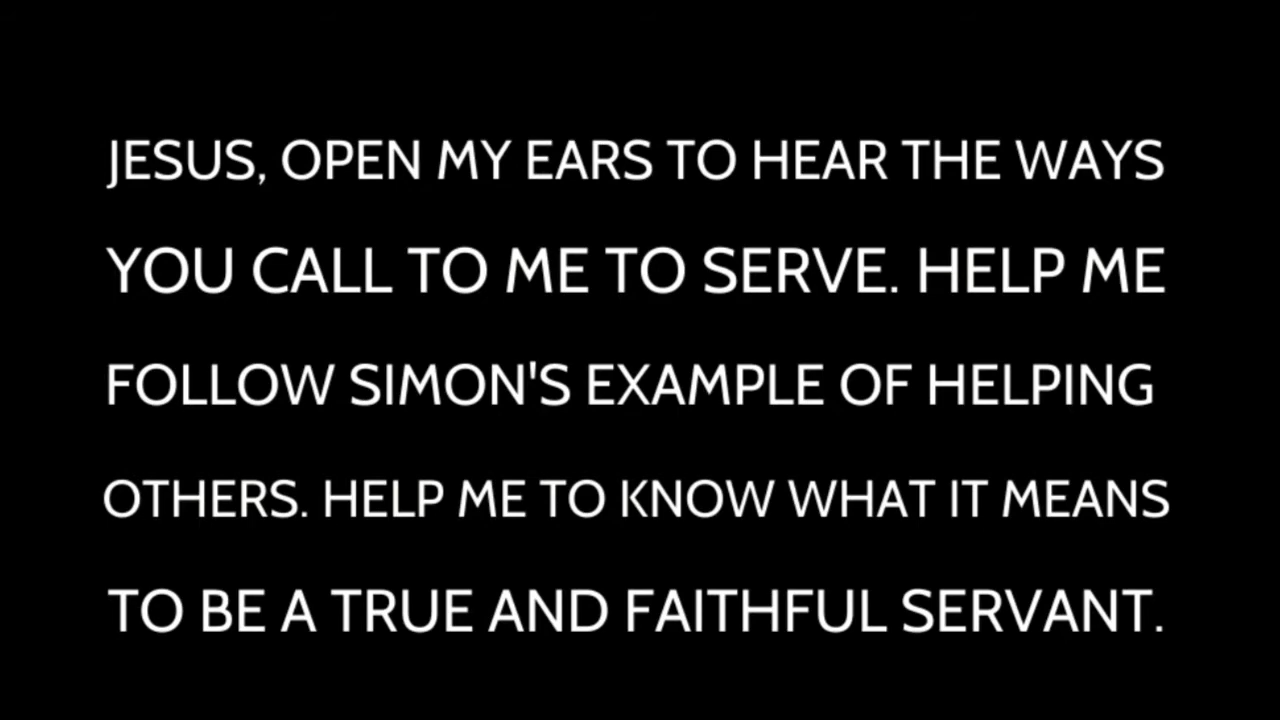 JESUS, OPEN MY EARS TO HEAR THE WAYS
YOU CALL TO ME TO SERVE. HELP ME
FOLLOW SIMON'S EXAMPLE OF HELPING
OTHERS. HELP ME TO KNOW WHAT IT MEANS
TO BE A TRUE AND FAITHFUL SERVANT.